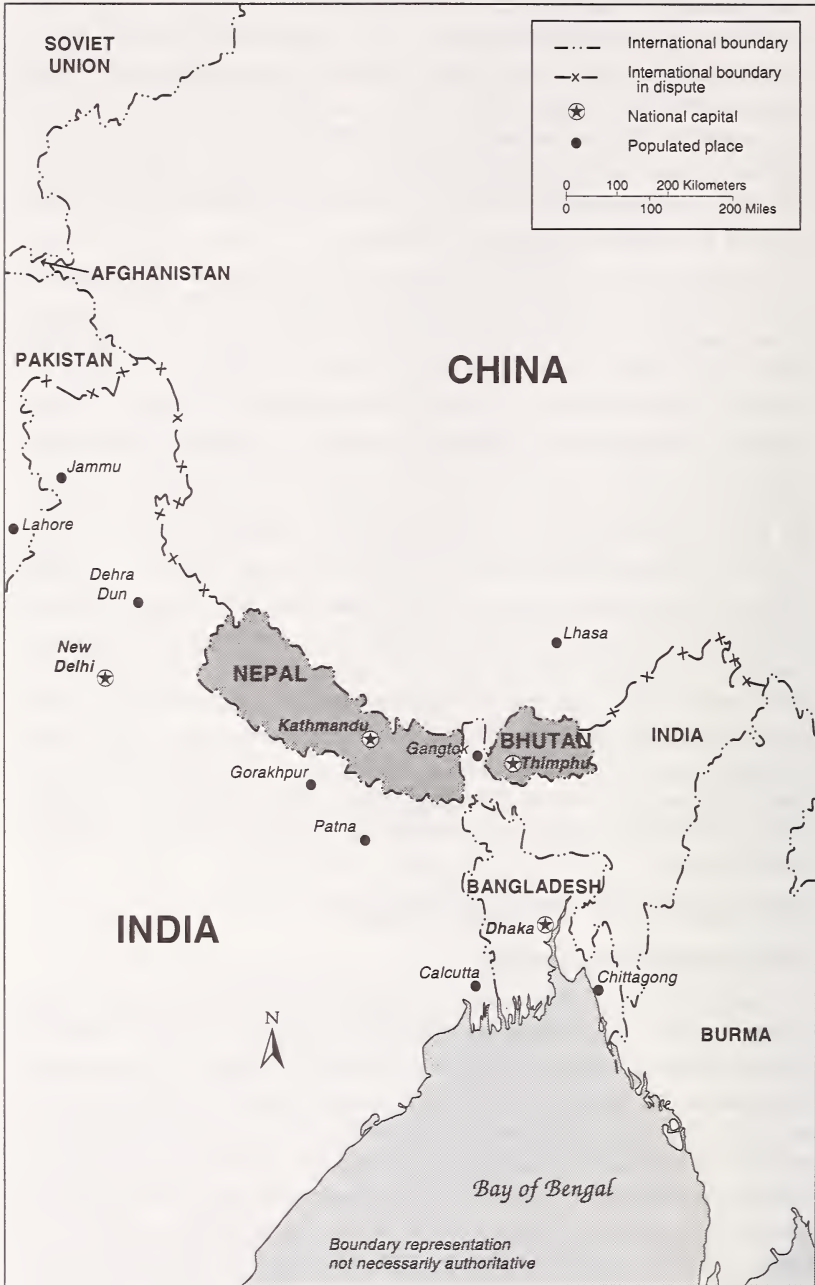 SOVIET
UNION
International boundary
International boundary
in dispute
National capital
Populated place
0 100 200 Kilometers
0 100 200 Miles
AFGHANISTAN
PAKISTAN
CHINA
Jammu
Lahore
Dehra
Dun
New
Delhi
Lhasa
NEPAL
Kathmandu
Gangtok
BHUTAN
Thimphu
INDIA
Gorakhpur
Patna
BANGLADESH
INDIA
Dhaka
Calcutta
Chittagong
N
BURMA
Bay of Bengal
Boundary representation
not necessarily authoritative